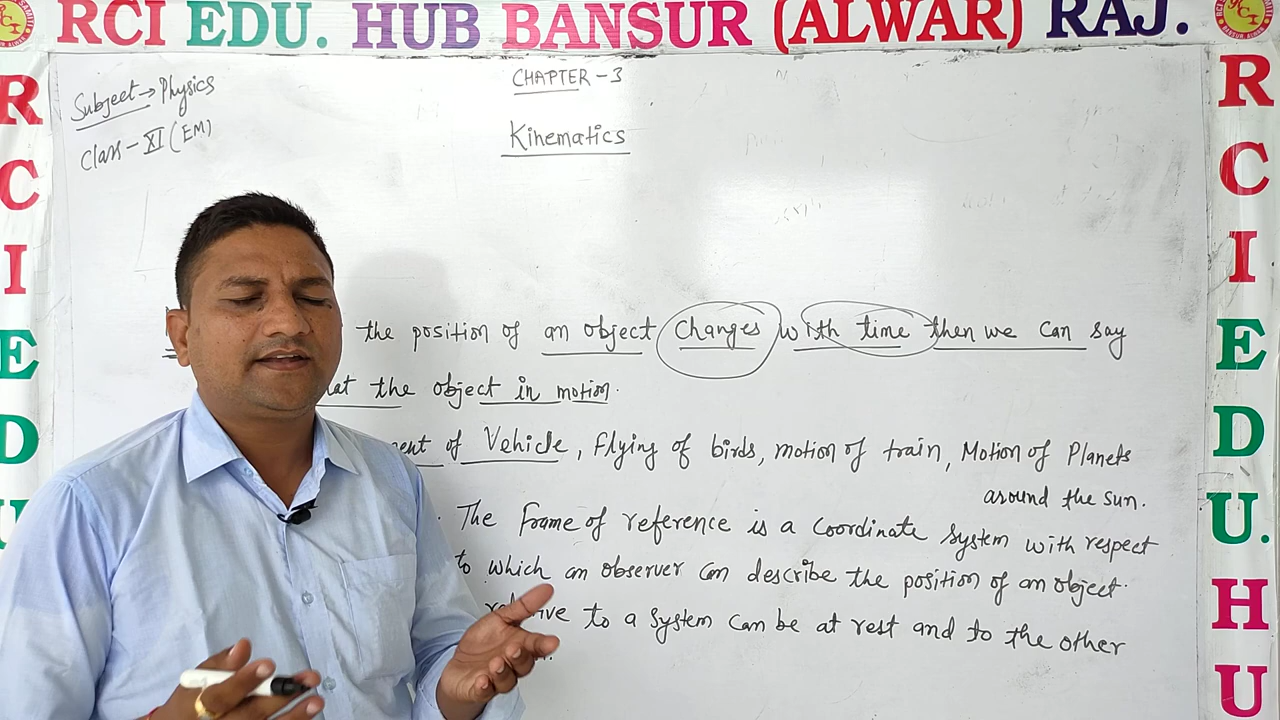 RCI EDU. HUB BANSUR (ALWAR) RAJ.
Subject → Physics
Class - XI (EM)
CHAPTER - 3
Kinematics
the position of an object Changes with time then we can say
the object in motion.
of Vehicle, Flying of birds, motion of train, Motion of Planets
around the sun.
The Frame of reference is a Coordinate System with respect
to which an observer can describe the position of an object.
to a System can be at rest and to the other
R
C
I
E
D
U
R
C
I
E
D
U.
H
U